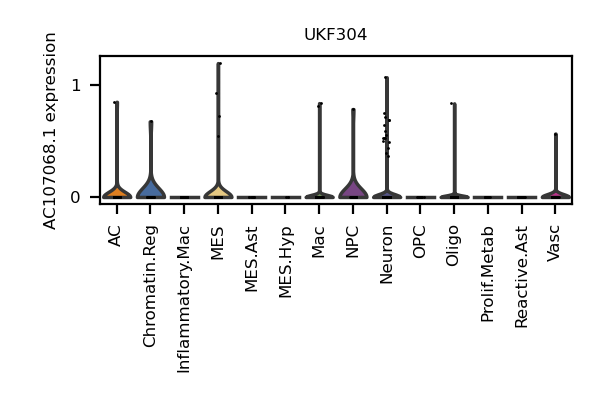 UKF304
AC107068.1 expression
1
0
AC
Chromatin.Reg
Inflammatory.Mac
MES
MES.Ast
MES.Hyp
Mac
NPC
Neuron
OPC
Oligo
Prolif.Metab
Reactive.Ast
Vasc